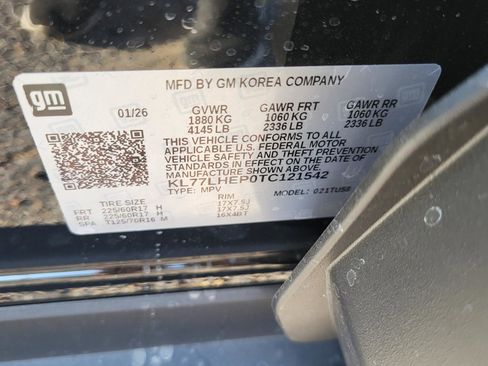 gm
MFD BY GM KOREA COMPANY
01/26 GVWR GAWR FRT GAWR RR
1880 KG 1060 KG 1060 KG
4145 LB 2336 LB 2336 LB
THIS VEHICLE CONFORMS TO ALL
APPLICABLE U.S. FEDERAL MOTOR
VEHICLE SAFETY AND THEFT PREVENTION
STANDARDS IN EFFECT ON THE DATE OF
MANUFACTURE SHOWN ABOVE.
KL77LHEP0TC121542
TYPE: MPV MODEL:
TIRE SIZE RIM
FRT 225/60R17 H 17X7.5J
RR 225/60R17 H 17X7.5J
SPA T125/70R16 M 16X4BT